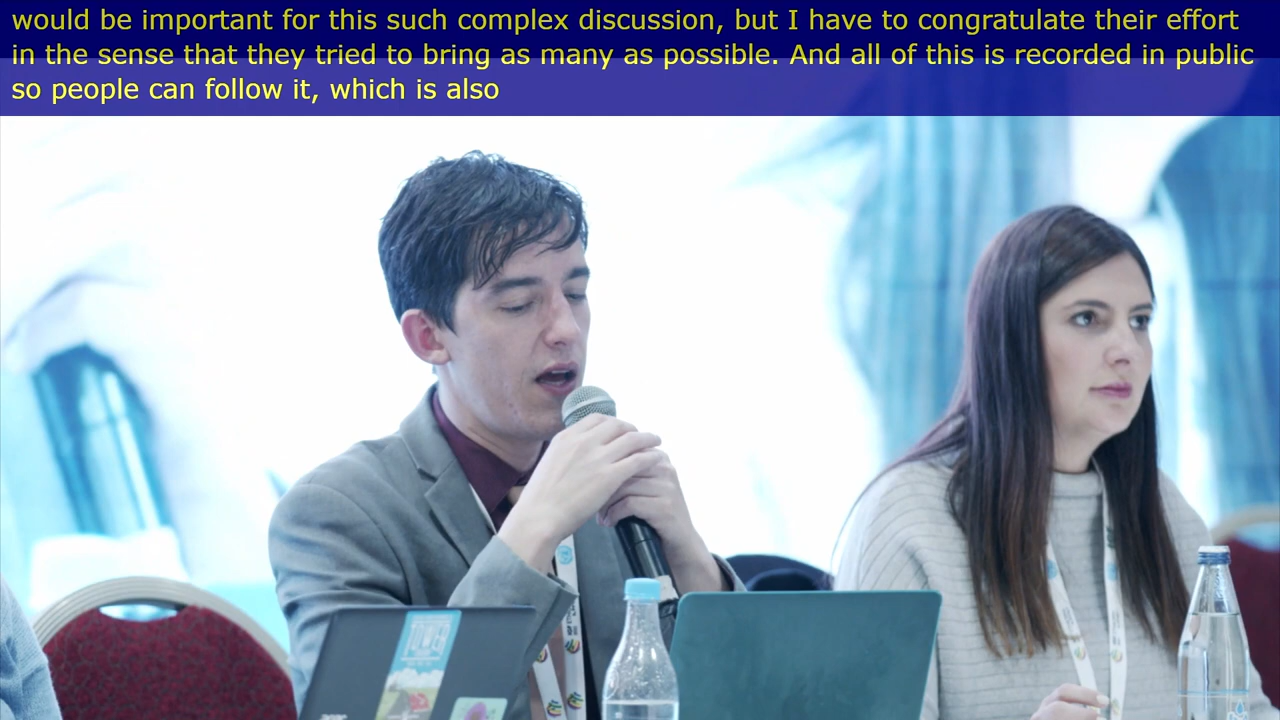 would be important for this such complex discussion, but I have to congratulate their effort
in the sense that they tried to bring as many as possible. And all of this is recorded in public
so people can follow it, which is also